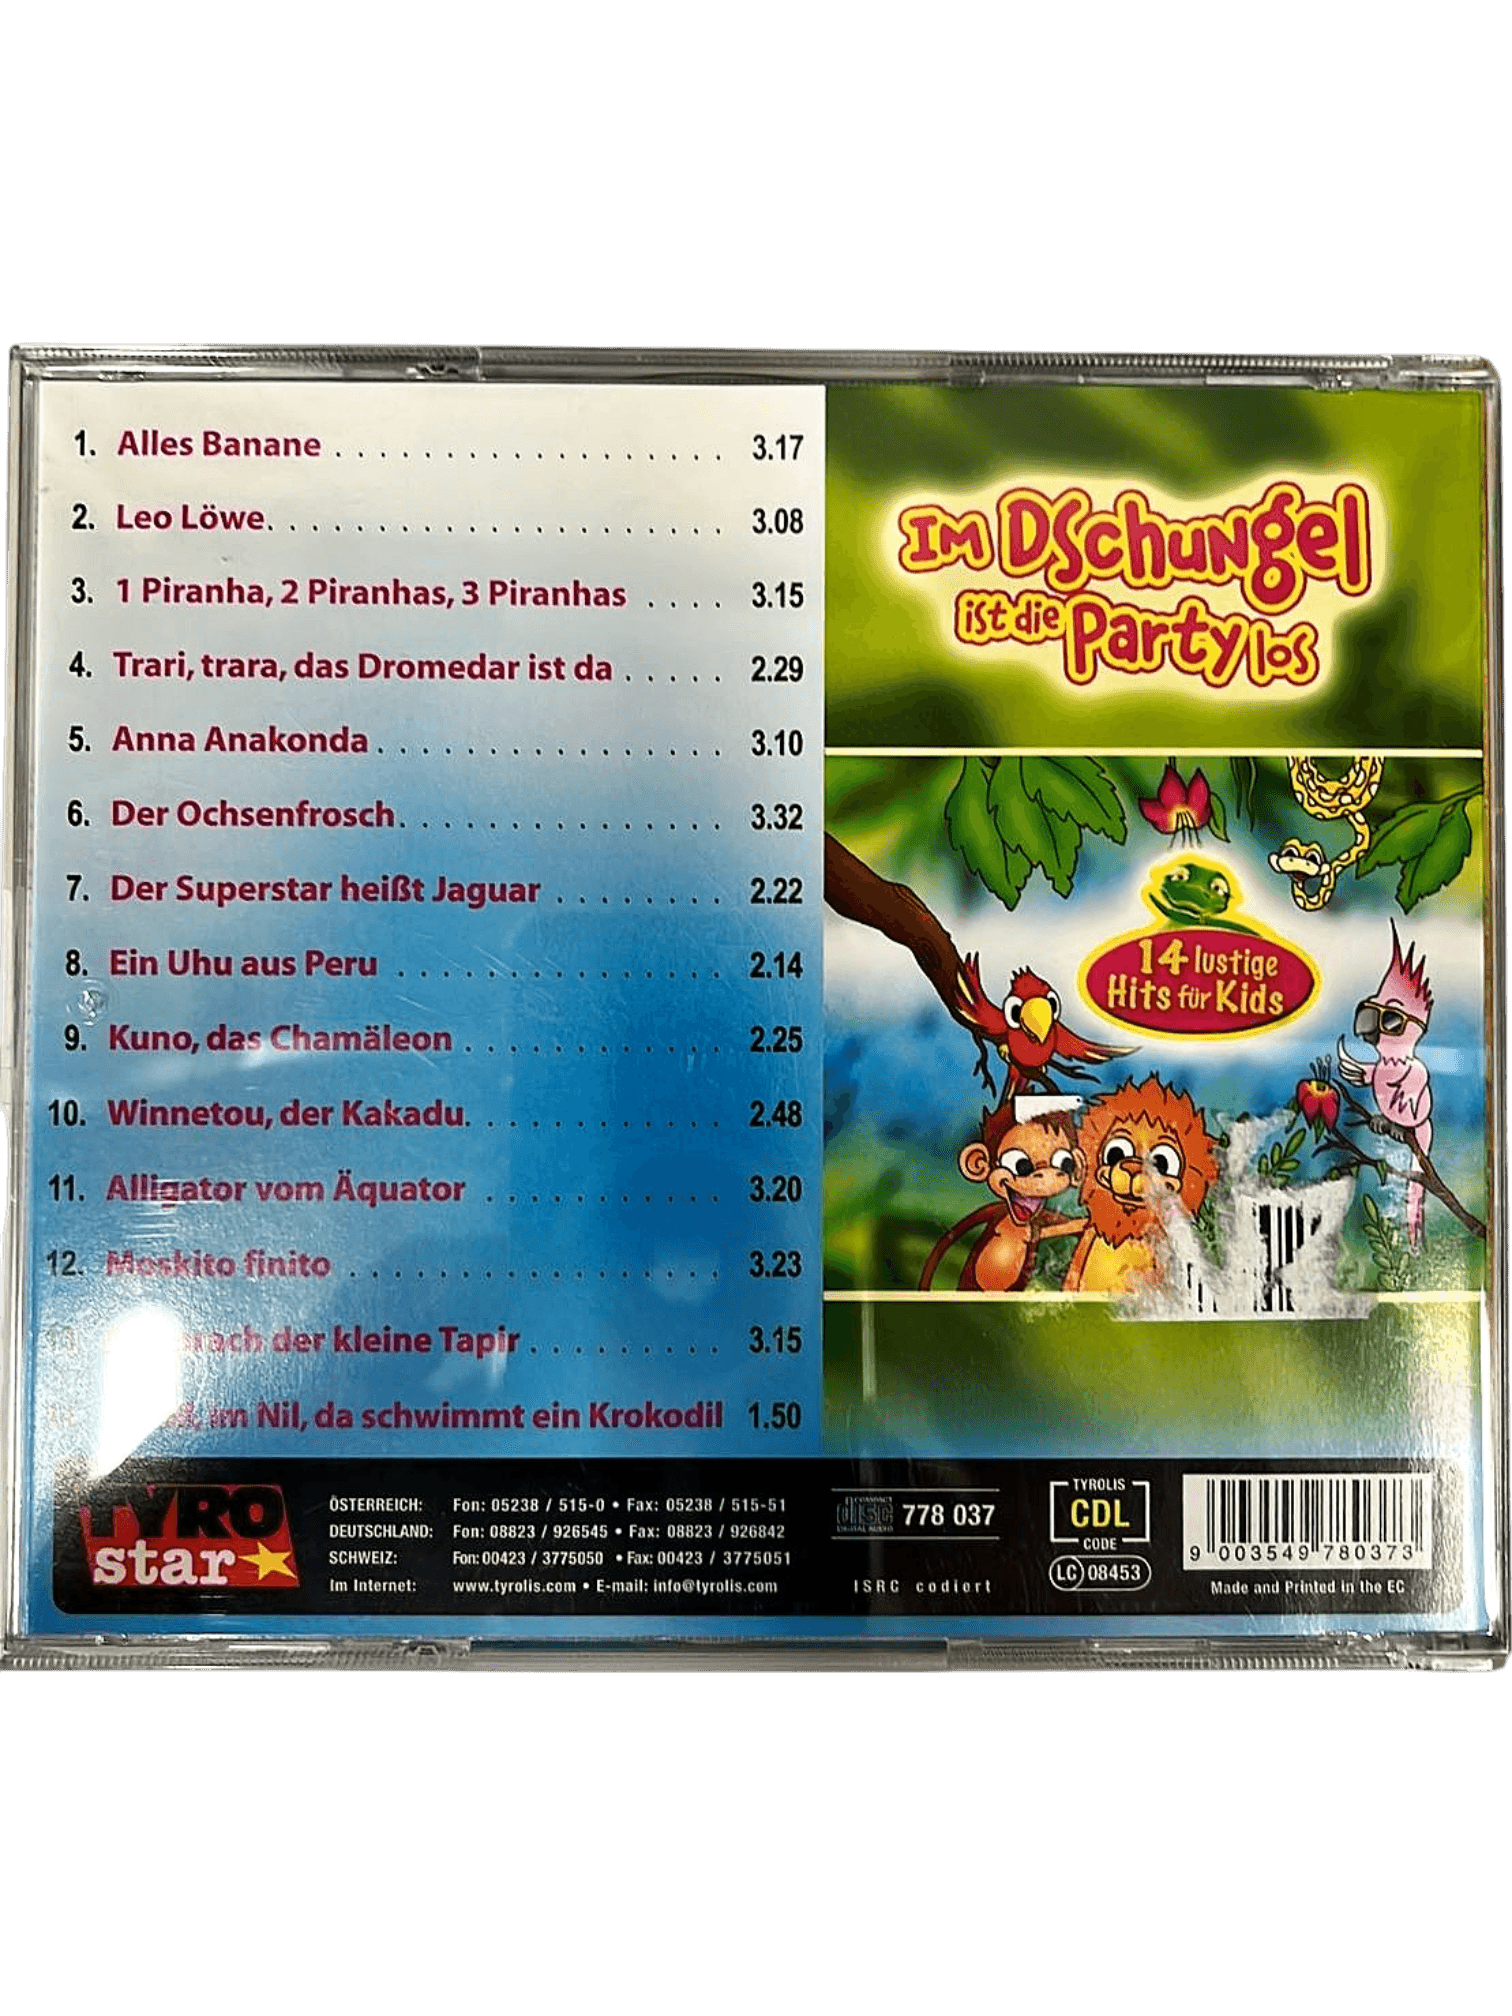 1. Alles Banane . . . . . . . . . . . . . . . . . . 3.17
2. Leo Löwe. . . . . . . . . . . . . . . . . . . . . 3.08
3. 1 Piranha, 2 Piranhas, 3 Piranhas . . . . 3.15
4. Trari, trara, das Dromedar ist da . . . . . 2.29
5. Anna Anakonda. . . . . . . . . . . . . . . . 3.10
6. Der Ochsenfrosch. . . . . . . . . . . . . . . 3.32
7. Der Superstar heißt Jaguar . . . . . . . . 2.22
8. Ein Uhu aus Peru . . . . . . . . . . . . . . . 2.14
9. Kuno, das Chamäleon . . . . . . . . . . . . 2.25
10. Winnetou, der Kakadu. . . . . . . . . . . . 2.48
11. Alligator vom Äquator . . . . . . . . . . . 3.20
12. Moskito finito . . . . . . . . . . . . . . . . . 3.23
der kleine Tapir . . . . . . . . . 3.15
im Nil, da schwimmt ein Krokodil 1.50
Im Dschungel
ist die Party los
14 lustige
Hits für Kids
TYRO
star
ÖSTERREICH: Fon: 05238 / 515-0 • Fax: 05238 / 515-51
DEUTSCHLAND: Fon: 08823 / 926545 • Fax: 08823 / 926842
SCHWEIZ: Fon: 00423 / 3775050 • Fax: 00423 / 3775051
Im Internet: www.tyrolis.com • E-mail: info@tyrolis.com
COMPACT
disc
DIGITAL AUDIO
778 037
ISRC codiert
TYROLIS
CDL
CODE
LC 08453
9 003549 780373
Made and Printed in the EC